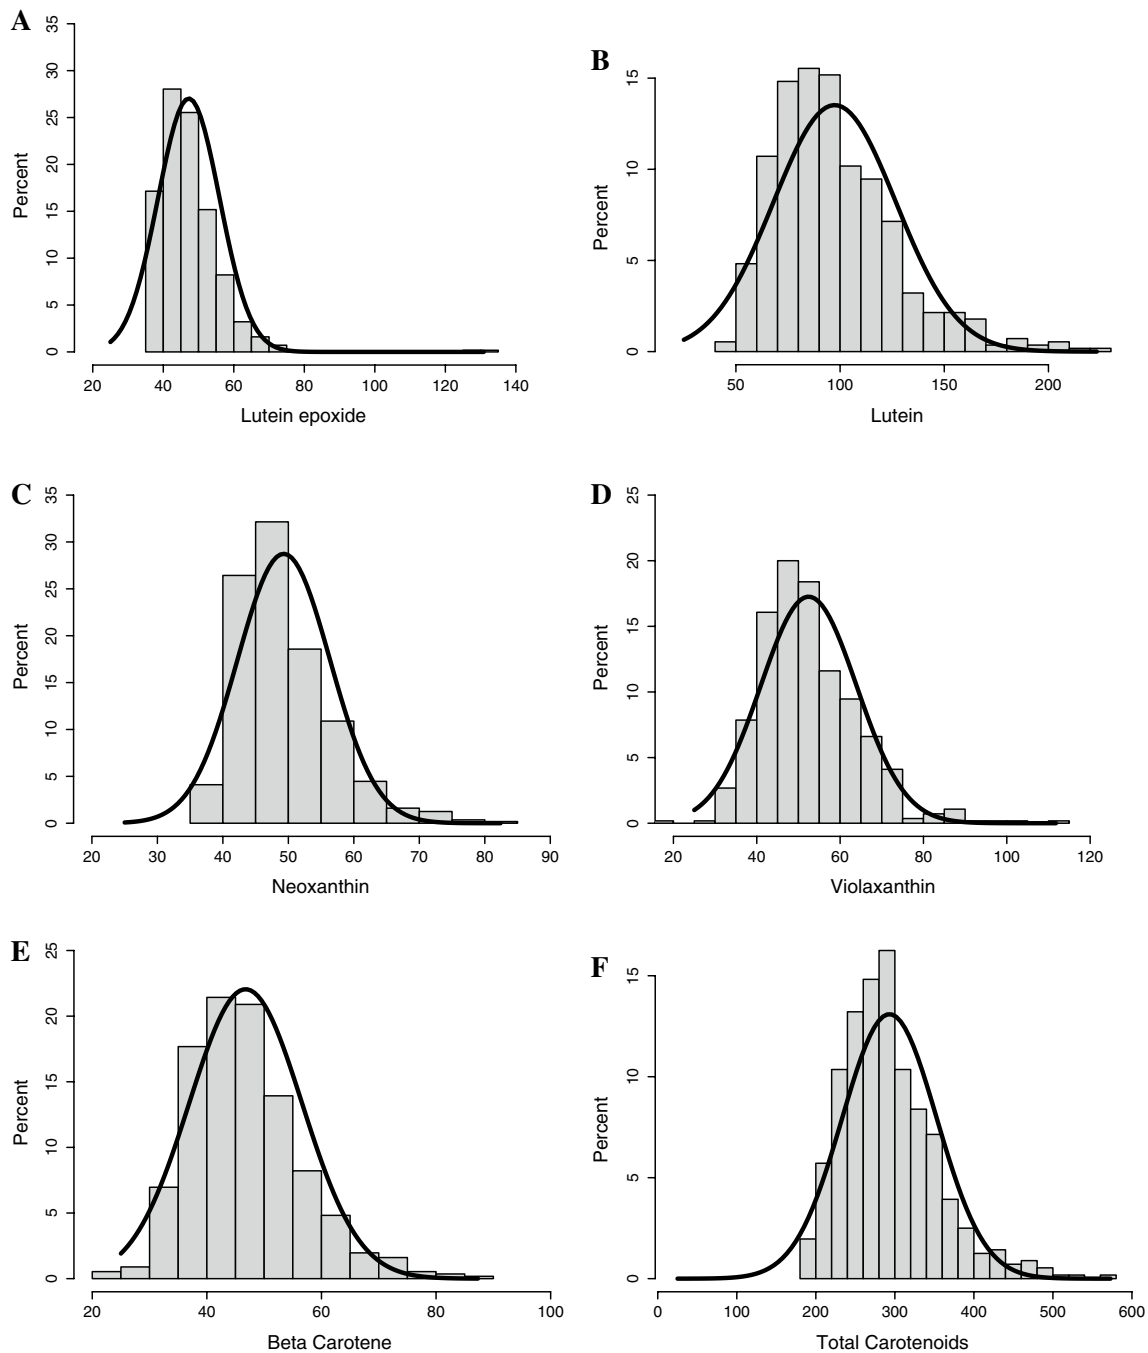 A
35
30
25
20
15
10
5
0
Percent
20 40 60 80 100 120 140
Lutein epoxide
B
15
10
5
0
Percent
50 100 150 200
Lutein
C
35
30
25
20
15
10
5
0
Percent
20 30 40 50 60 70 80 90
Neoxanthin
D
25
20
15
10
5
0
Percent
20 40 60 80 100 120
Violaxanthin
E
25
20
15
10
5
0
Percent
20 40 60 80 100
Beta Carotene
F
15
10
5
0
Percent
0 100 200 300 400 500 600
Total Carotenoids